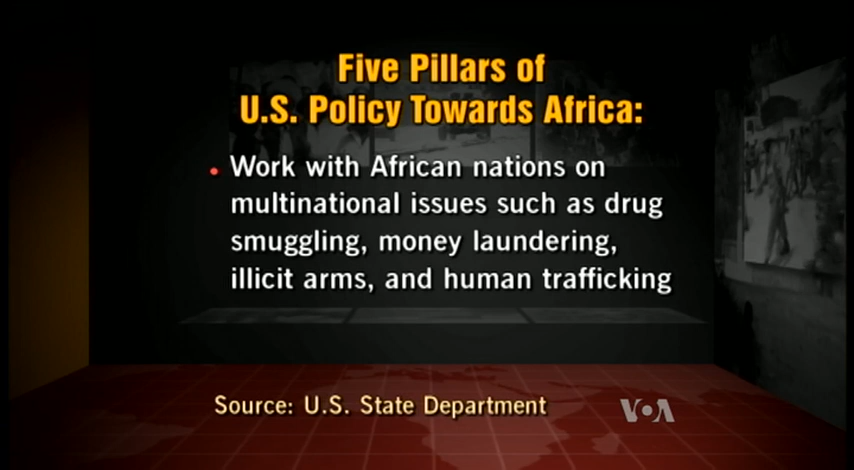 Five Pillars of
U.S. Policy Towards Africa:
• Work with African nations on
multinational issues such as drug
smuggling, money laundering,
illicit arms, and human trafficking
Source: U.S. State Department
VOA